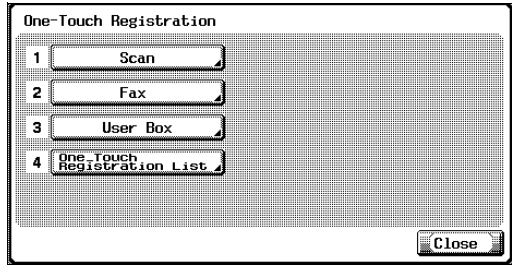 One-Touch Registration
1 Scan
2 Fax
3 User Box
4 One-Touch
Registration List
Close